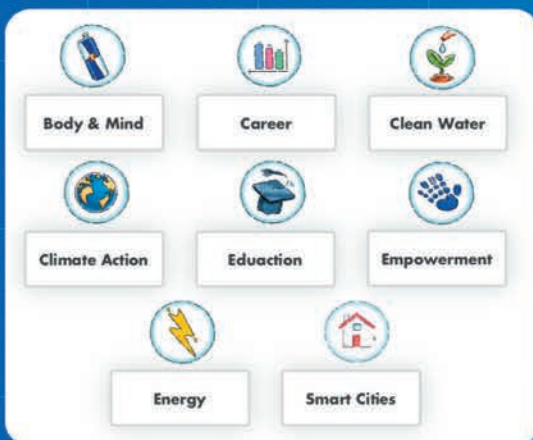 Body & Mind
Career
Clean Water
Climate Action
Eduaction
Empowerment
Energy
Smart Cities